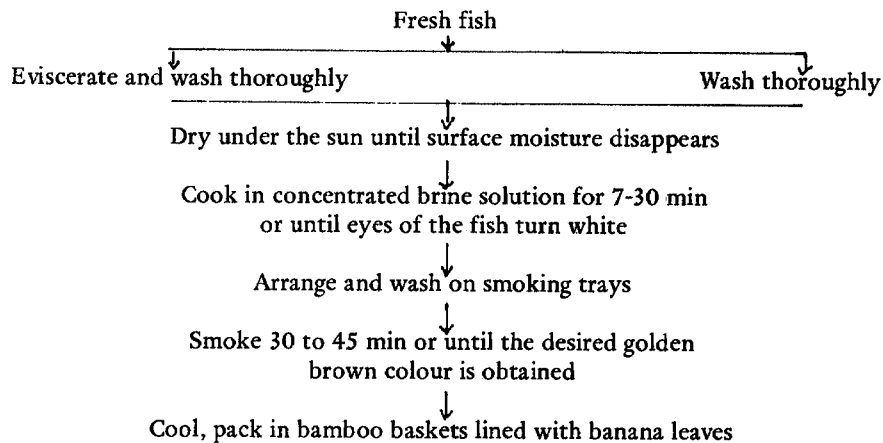 Fresh fish
Eviscerate and wash thoroughly
Wash thoroughly
Dry under the sun until surface moisture disappears
Cook in concentrated brine solution for 7-30 min
or until eyes of the fish turn white
Arrange and wash on smoking trays
Smoke 30 to 45 min or until the desired golden
brown colour is obtained
Cool, pack in bamboo baskets lined with banana leaves